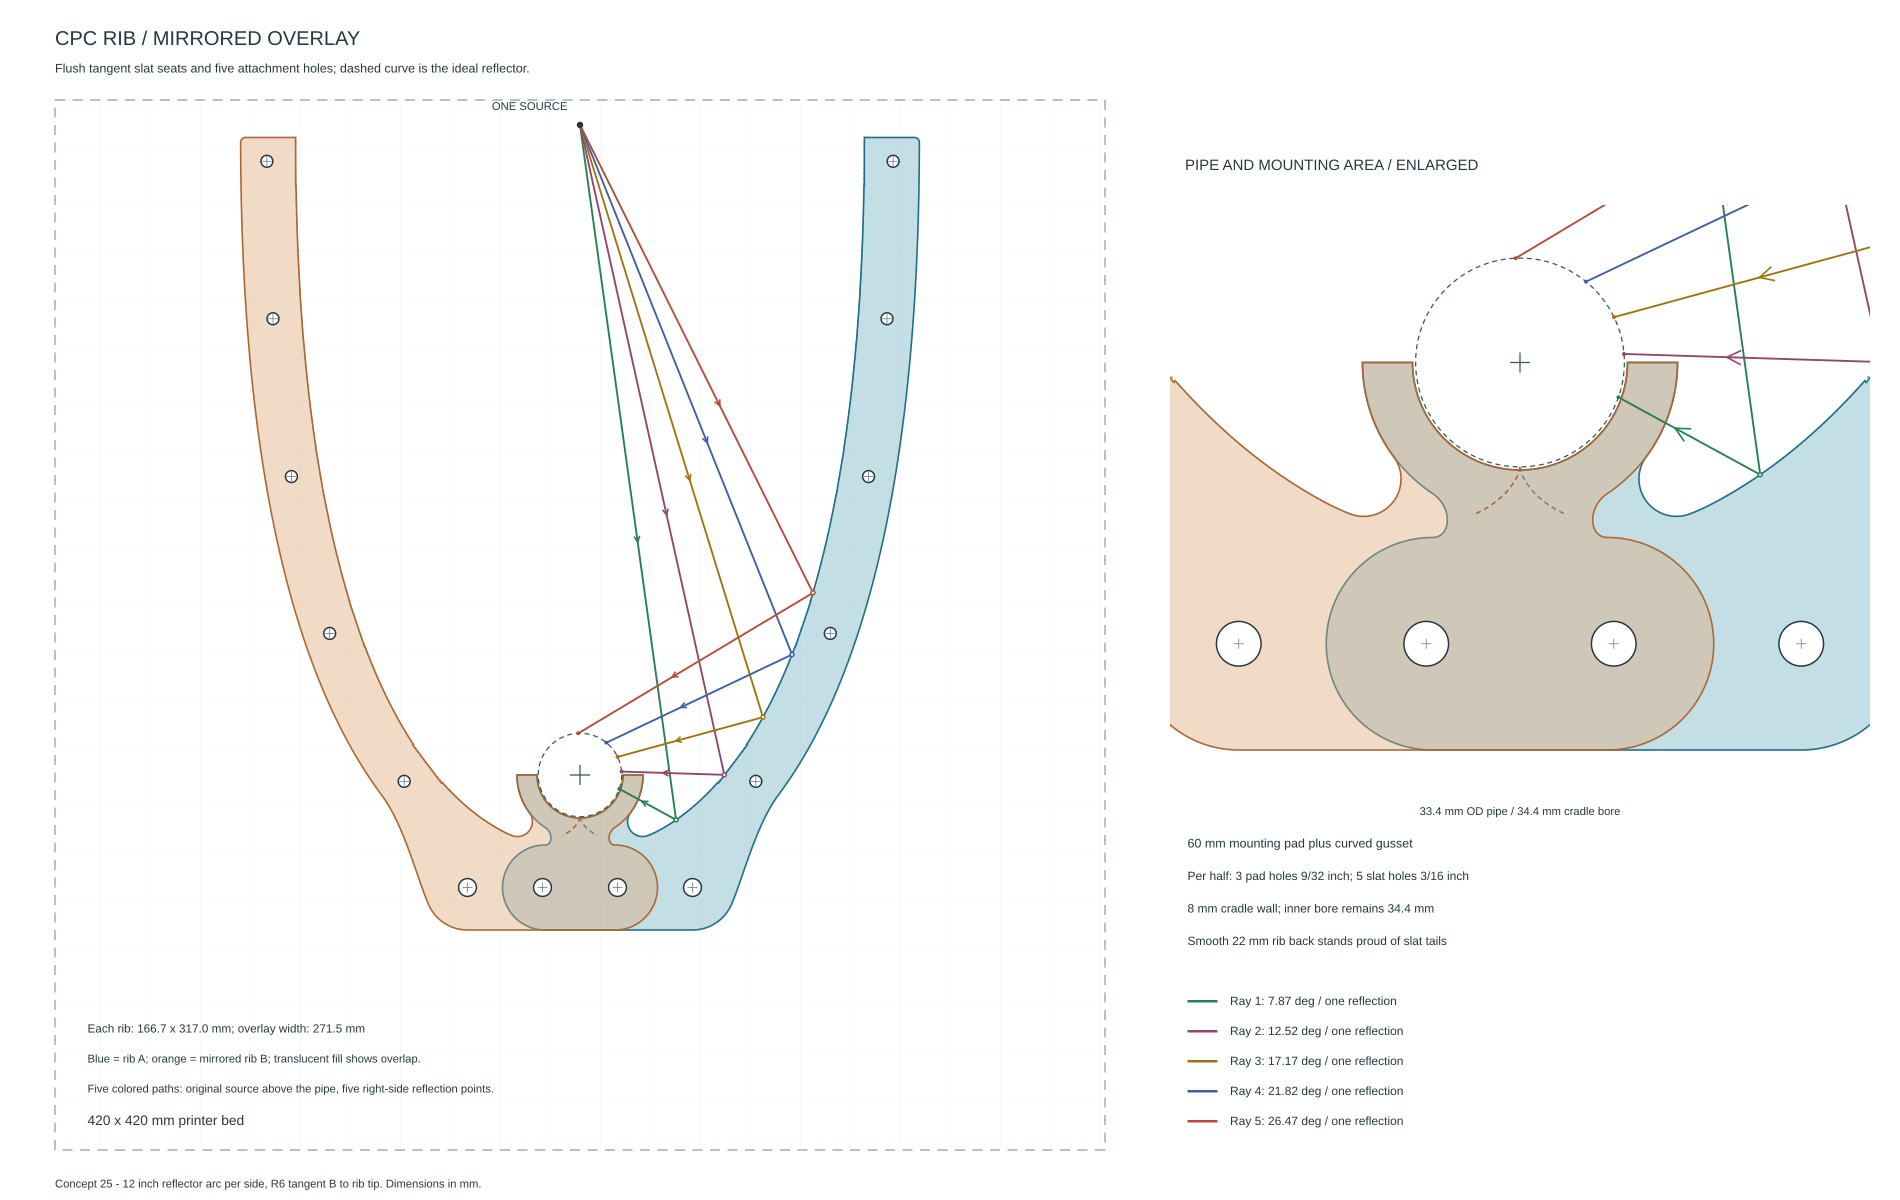 CPC RIB / MIRRORED OVERLAY
Flush tangent slat seats and five attachment holes; dashed curve is the ideal reflector.
ONE SOURCE
PIPE AND MOUNTING AREA / ENLARGED
33.4 mm OD pipe / 34.4 mm cradle bore
60 mm mounting pad plus curved gusset
Per half: 3 pad holes 9/32 inch; 5 slat holes 3/16 inch
8 mm cradle wall; inner bore remains 34.4 mm
Smooth 22 mm rib back stands proud of slat tails
Ray 1: 7.87 deg / one reflection
Ray 2: 12.52 deg / one reflection
Ray 3: 17.17 deg / one reflection
Ray 4: 21.82 deg / one reflection
Ray 5: 26.47 deg / one reflection
Each rib: 166.7 x 317.0 mm; overlay width: 271.5 mm
Blue = rib A; orange = mirrored rib B; translucent fill shows overlap.
Five colored paths: original source above the pipe, five right-side reflection points.
420 x 420 mm printer bed
Concept 25 - 12 inch reflector arc per side, R6 tangent B to rib tip. Dimensions in mm.